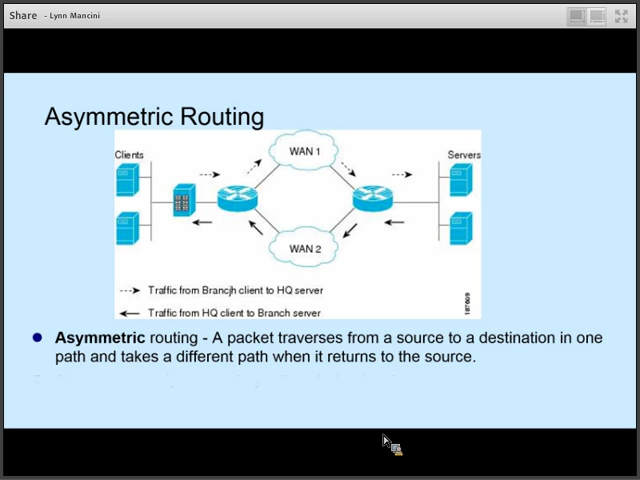 Share - Lynn Mancini
Asymmetric Routing
WAN 1
Clients
Servers
WAN 2
Traffic from Brancjh client to HQ server
Traffic from HQ client to Branch server
187609
Asymmetric routing - A packet traverses from a source to a destination in one
path and takes a different path when it returns to the source.